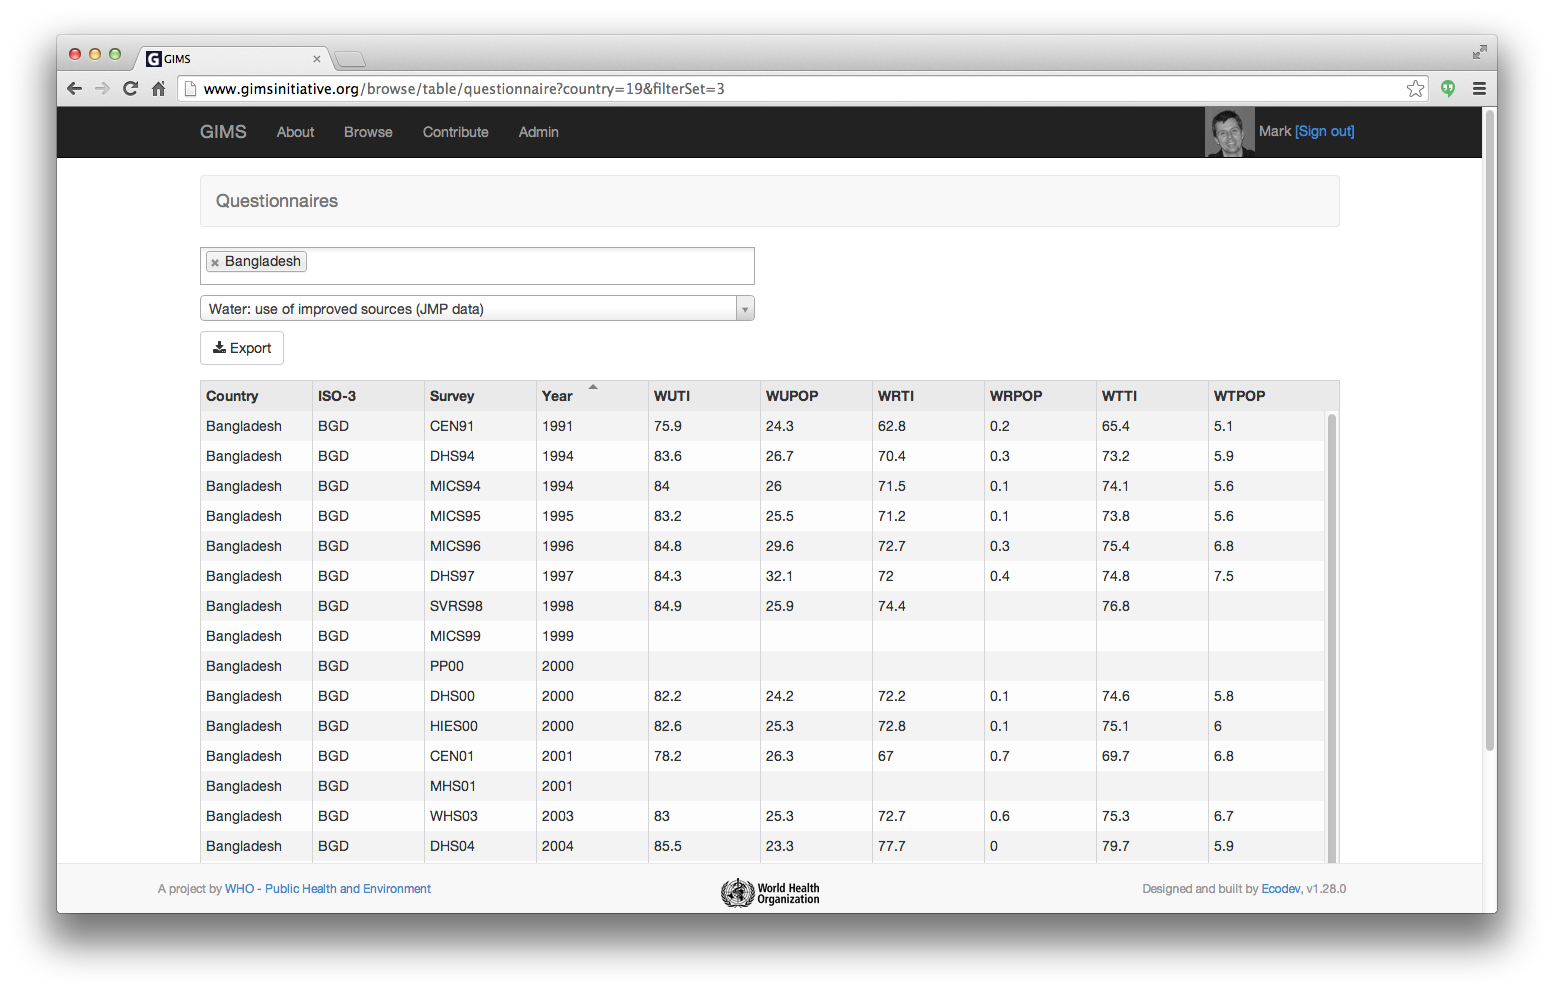 GIMS
www.gimsinitiative.org/browse/table/questionnaire?country=19&filterSet=3
GIMS About Browse Contribute Admin Mark [Sign out]
Questionnaires
Bangladesh
Water: use of improved sources (JMP data)
Export
Country ISO-3 Survey Year WUTI WUPOP WRTI WRPOP WTTI WTPOP
Bangladesh BGD CEN91 1991 75.9 24.3 62.8 0.2 65.4 5.1
Bangladesh BGD DHS94 1994 83.6 26.7 70.4 0.3 73.2 5.9
Bangladesh BGD MICS94 1994 84 26 71.5 0.1 74.1 5.6
Bangladesh BGD MICS95 1995 83.2 25.5 71.2 0.1 73.8 5.6
Bangladesh BGD MICS96 1996 84.8 29.6 72.7 0.3 75.4 6.8
Bangladesh BGD DHS97 1997 84.3 32.1 72 0.4 74.8 7.5
Bangladesh BGD SVRS98 1998 84.9 25.9 74.4 76.8
Bangladesh BGD MICS99 1999
Bangladesh BGD PP00 2000
Bangladesh BGD DHS00 2000 82.2 24.2 72.2 0.1 74.6 5.8
Bangladesh BGD HIES00 2000 82.6 25.3 72.8 0.1 75.1 6
Bangladesh BGD CEN01 2001 78.2 26.3 67 0.7 69.7 6.8
Bangladesh BGD MHS01 2001
Bangladesh BGD WHS03 2003 83 25.3 72.7 0.6 75.3 6.7
Bangladesh BGD DHS04 2004 85.5 23.3 77.7 0 79.7 5.9
A project by WHO - Public Health and Environment
World Health
Organization
Designed and built by Ecodev, v1.28.0